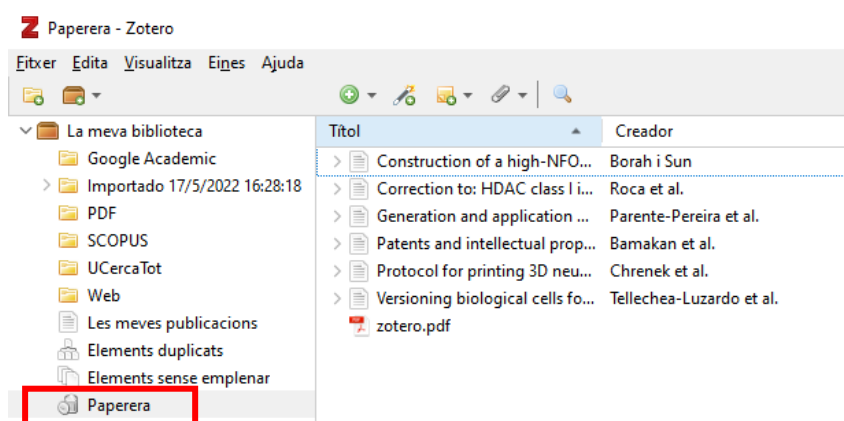 Paperera - Zotero
Fitxer Edita Visualitza Eines Ajuda
La meva biblioteca
Google Academic
Importado 17/5/2022 16:28:18
PDF
SCOPUS
UCercaTot
Web
Les meves publicacions
Elements duplicats
Elements sense emplenar
Paperera
Títol Creador
Construction of a high-NFO... Borah i Sun
Correction to: HDAC class I i... Roca et al.
Generation and application ... Parente-Pereira et al.
Patents and intellectual prop... Bamakan et al.
Protocol for printing 3D neu... Chrenek et al.
Versioning biological cells fo... Tellechea-Luzardo et al.
zotero.pdf